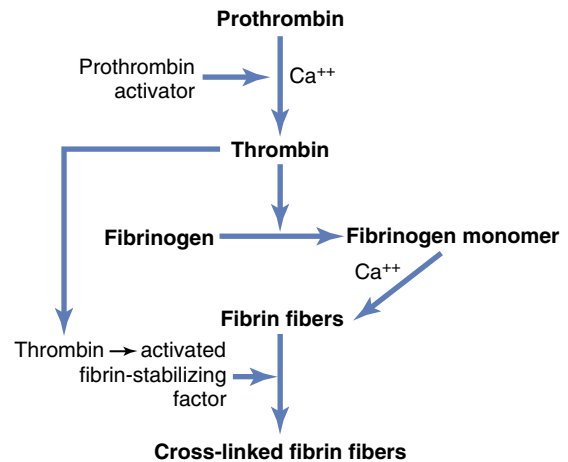 Prothrombin
Prothrombin
activator
Ca++
Thrombin
Fibrinogen
Fibrinogen monomer
Ca++
Fibrin fibers
Thrombin → activated
fibrin-stabilizing
factor
Cross-linked fibrin fibers